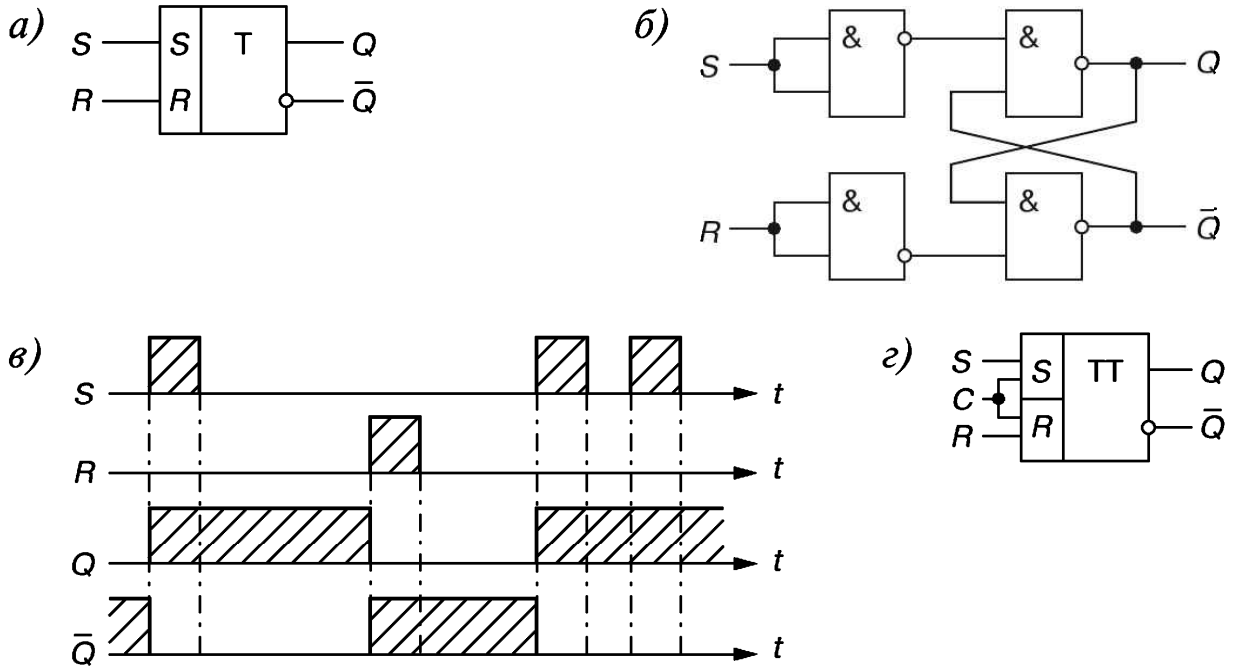 а)
S S T Q
R R Q̅
б)
S & & Q
R & & Q̅
в)
S t
R t
Q t
Q̅ t
г)
S S TT Q
C
R R Q̅